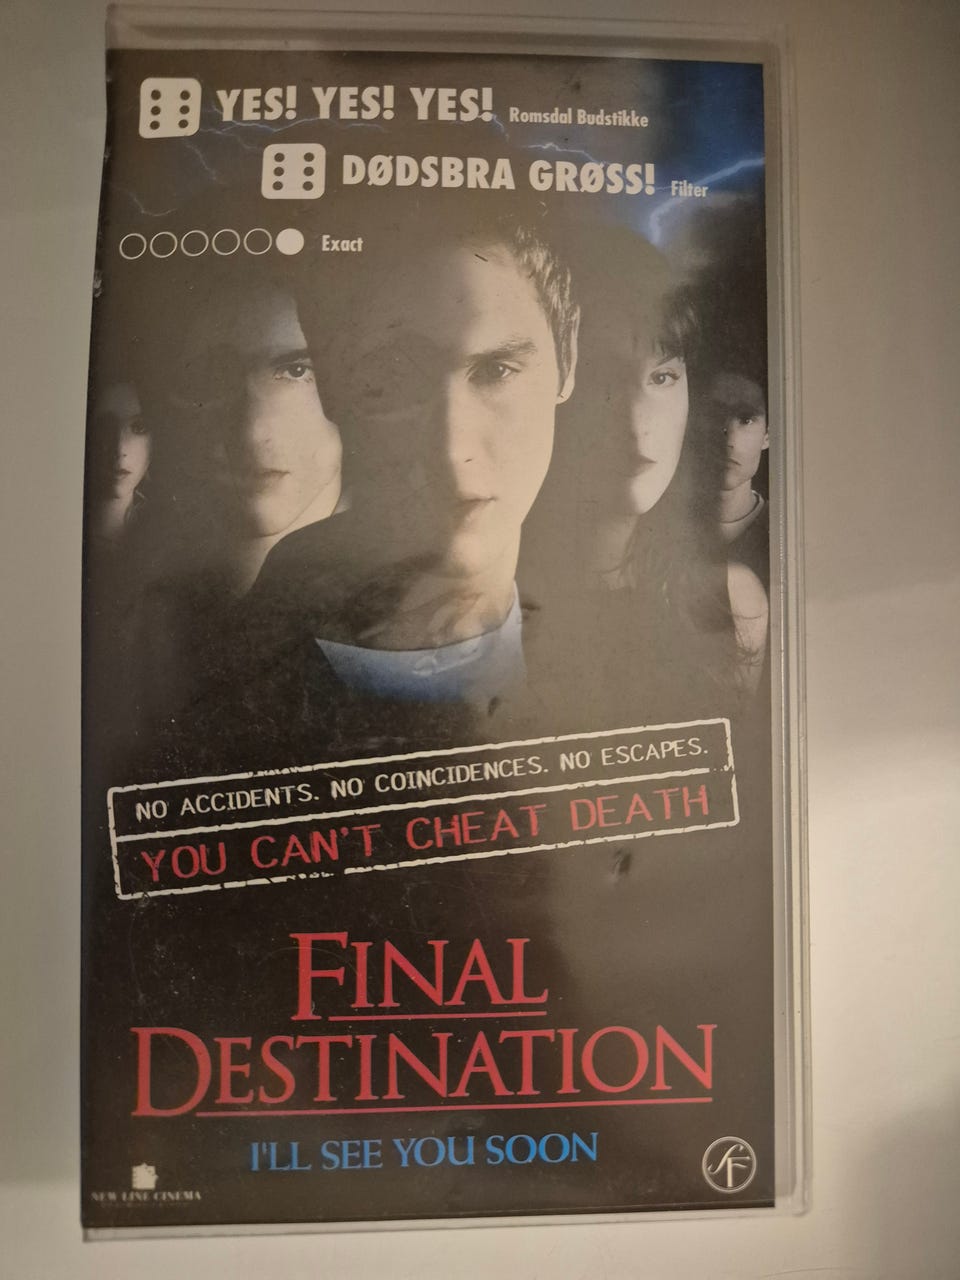 YES! YES! YES! Romsdal Budstikke
DØDSBRA GRØSS! Filter
Exact
NO ACCIDENTS. NO COINCIDENCES. NO ESCAPES.
YOU CAN'T CHEAT DEATH
FINAL
DESTINATION
I'LL SEE YOU SOON
SF
NEW LINE CINEMA